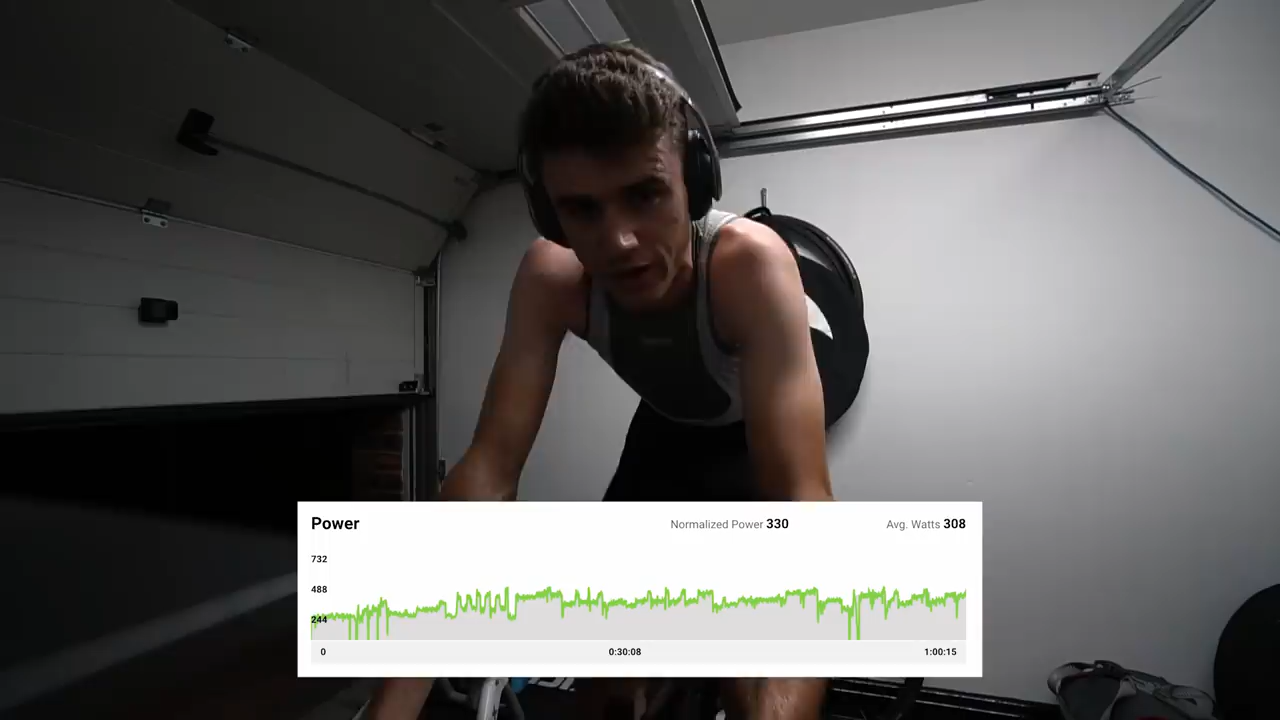 Power
Normalized Power 330
Avg. Watts 308
732
488
244
0
0:30:08
1:00:15